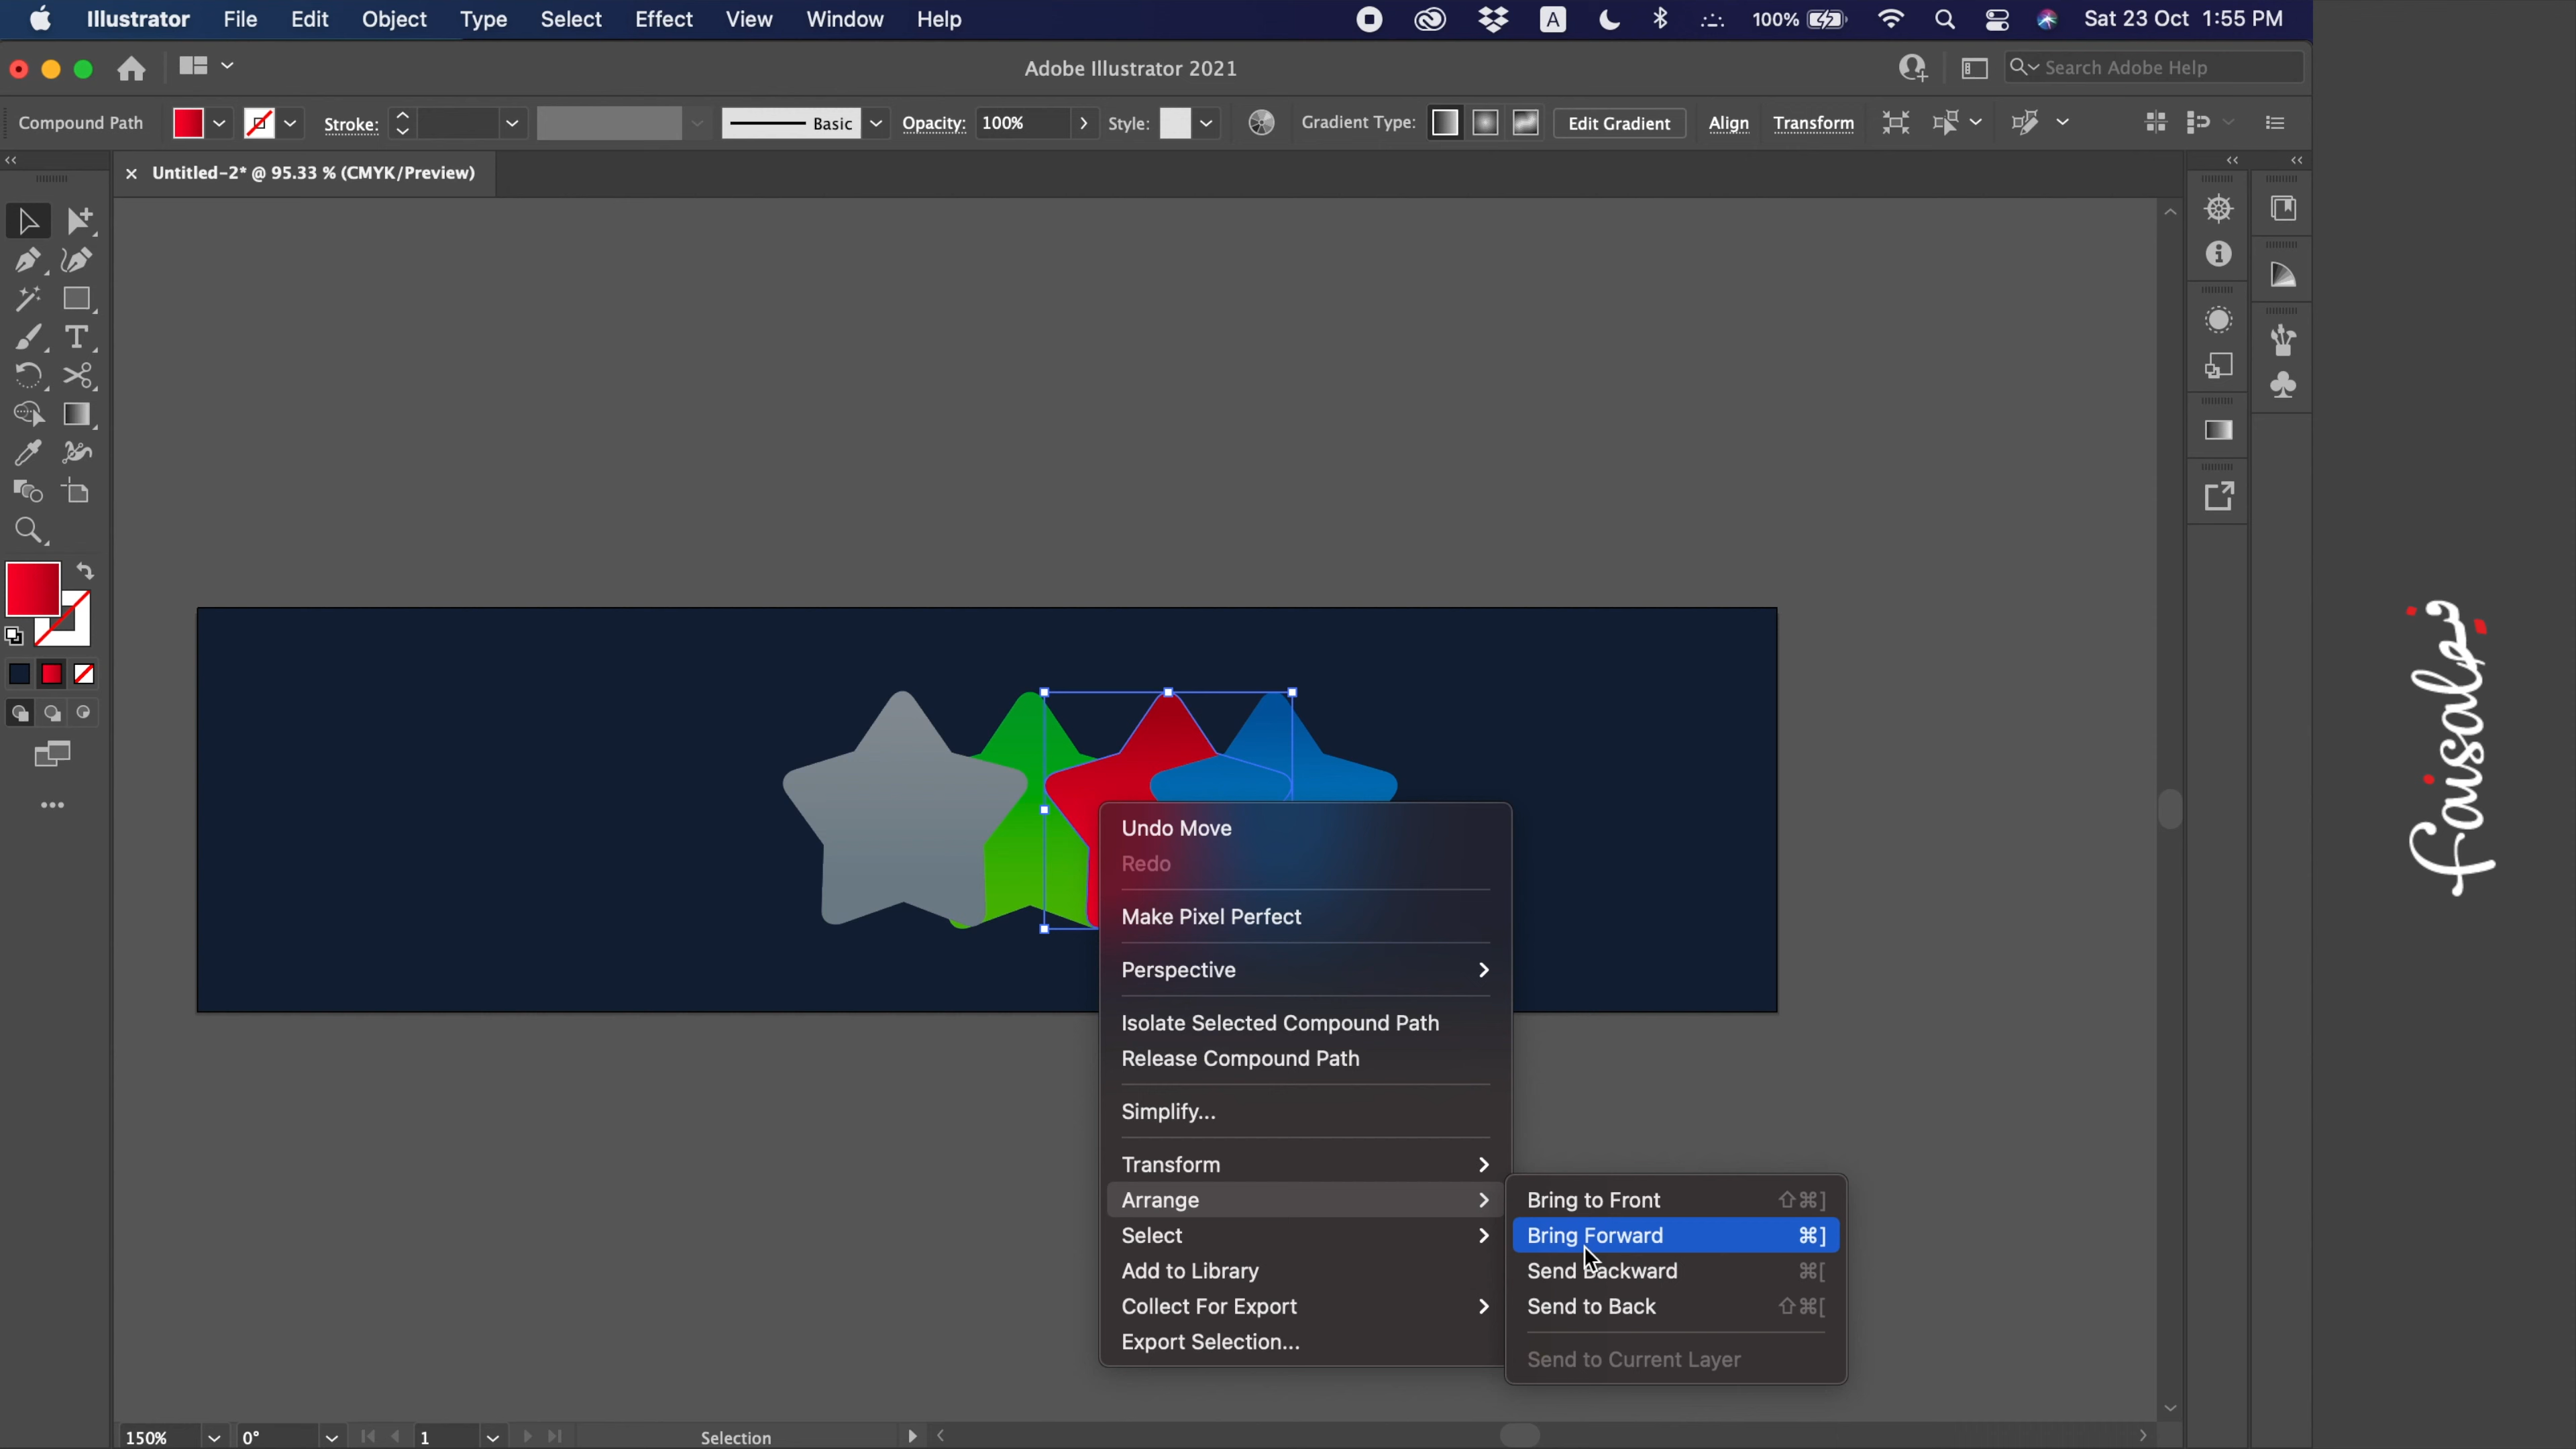 Illustrator File Edit Object Type Select Effect View Window Help A 100% Sat 23 Oct 1:55 PM
Adobe Illustrator 2021 Search Adobe Help
Compound Path Stroke: Basic Opacity: 100% Style: Gradient Type: Edit Gradient Align Transform
Untitled-2* @ 95.33 % (CMYK/Preview)
Undo Move
Redo
Make Pixel Perfect
Perspective
Isolate Selected Compound Path
Release Compound Path
Simplify...
Transform
Arrange
Select
Add to Library
Collect For Export
Export Selection...
Bring to Front ⇧⌘]
Bring Forward ⌘]
Send Backward ⌘[
Send to Back ⇧⌘[
Send to Current Layer
150% 0° 1 Selection